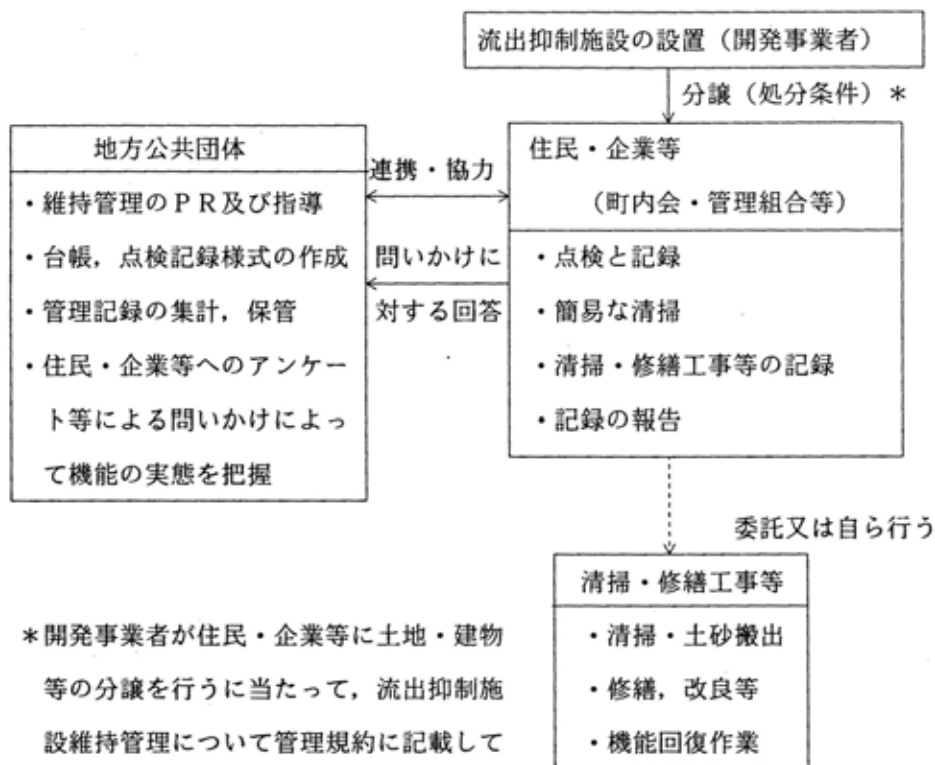 流出抑制施設の設置（開発事業者）
分譲（処分条件）＊
地方公共団体
・維持管理のＰＲ及び指導
・台帳，点検記録様式の作成
・管理記録の集計，保管
・住民・企業等へのアンケー
ト等による問いかけによっ
て機能の実態を把握
連携・協力
問いかけに
対する回答
住民・企業等
（町内会・管理組合等）
・点検と記録
・簡易な清掃
・清掃・修繕工事等の記録
・記録の報告
委託又は自ら行う
清掃・修繕工事等
・清掃・土砂搬出
・修繕，改良等
・機能回復作業
＊開発事業者が住民・企業等に土地・建物
等の分譲を行うに当たって，流出抑制施
設維持管理について管理規約に記載して